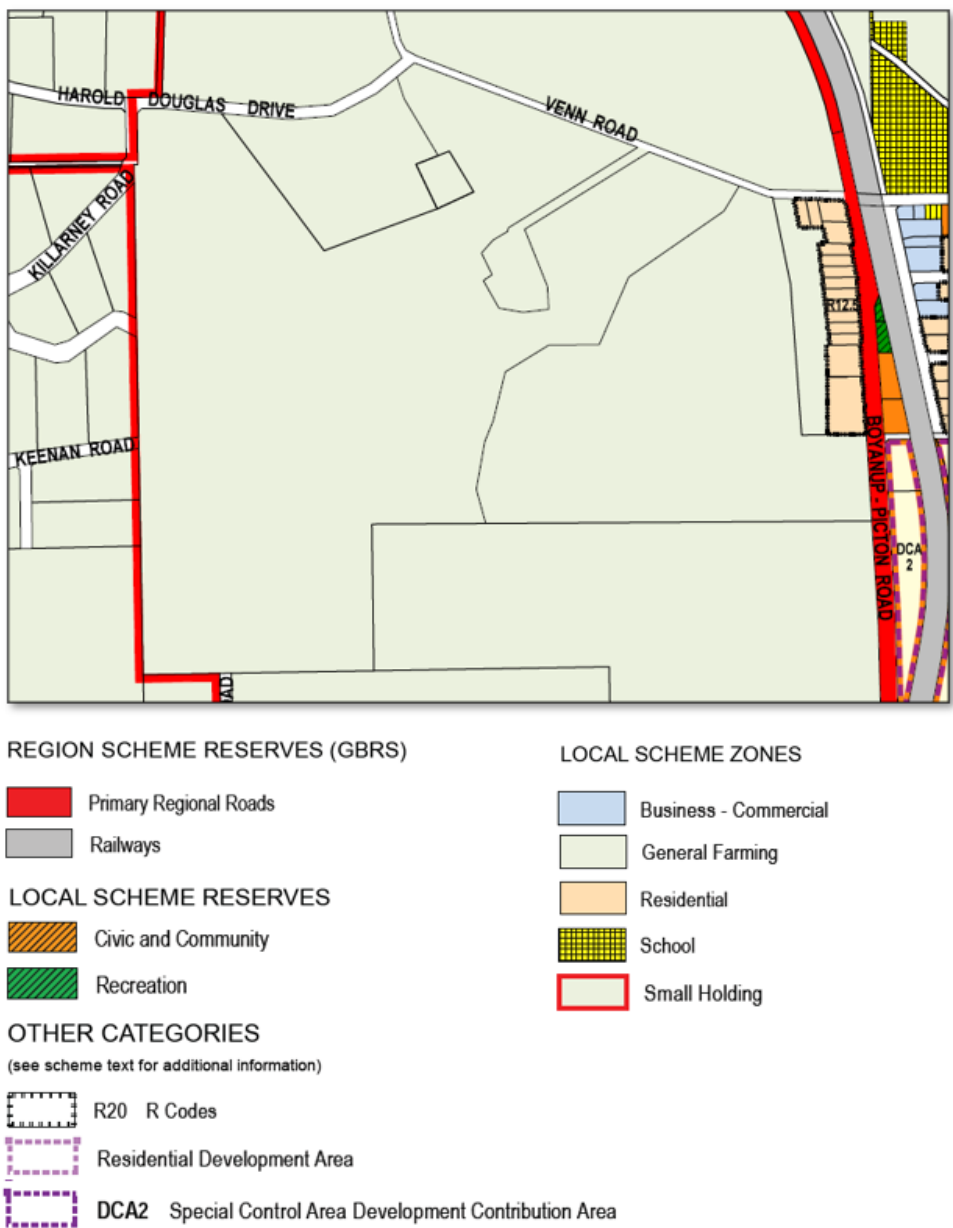 HAROLD DOUGLAS DRIVE
VENN ROAD
KILLARNEY ROAD
R12.5
KEENAN ROAD
BOYANUP - PICTON ROAD
DCA
2
REGION SCHEME RESERVES (GBRS)
Primary Regional Roads
Railways
LOCAL SCHEME RESERVES
Civic and Community
Recreation
OTHER CATEGORIES
(see scheme text for additional information)
R20 R Codes
Residential Development Area
DCA2 Special Control Area Development Contribution Area
LOCAL SCHEME ZONES
Business - Commercial
General Farming
Residential
School
Small Holding